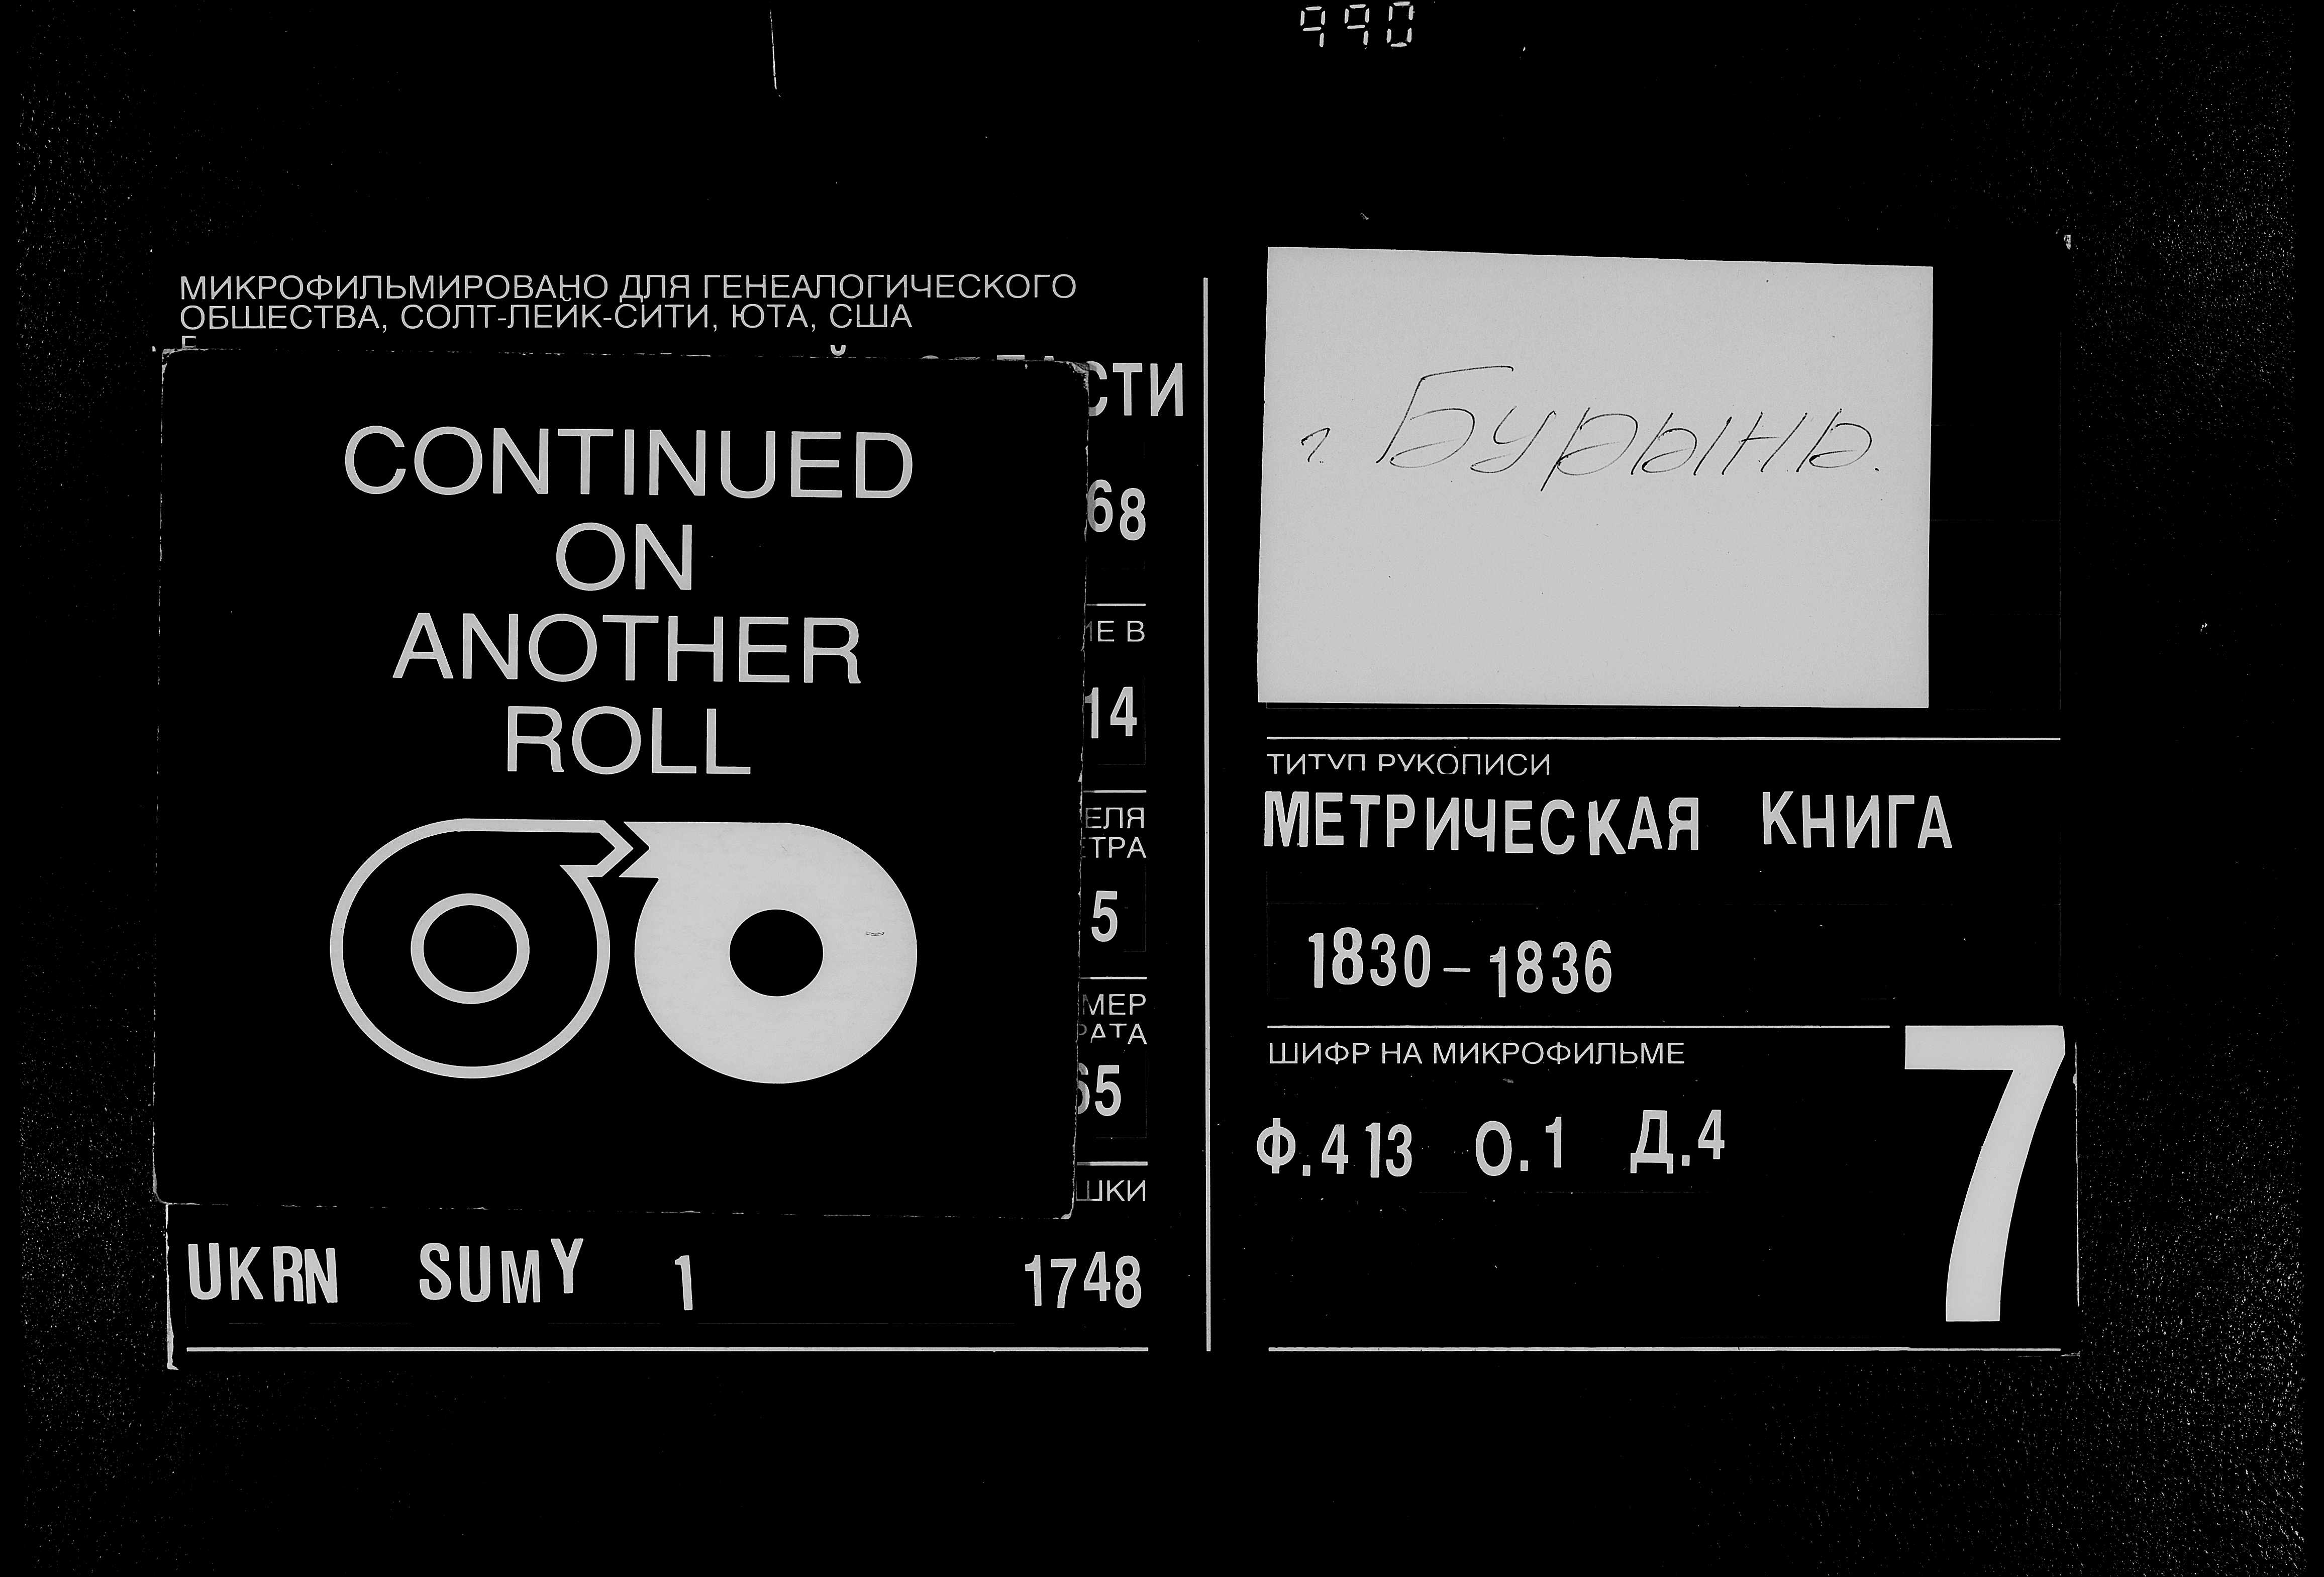 990
МИКРОФИЛЬМИРОВАНО ДЛЯ ГЕНЕАЛОГИЧЕСКОГО
ОБЩЕСТВА, СОЛТ-ЛЕЙК-СИТИ, ЮТА, США
СТИ
CONTINUED
ON
ANOTHER
ROLL
68
ИЕ В
14
ЕЛЯ
ЕТРА
5
МЕР
РАТА
65
ШКИ
UKRN SUMY 1 1748
г. Бурынь.
ТИТУЛ РУКОПИСИ
МЕТРИЧЕСКАЯ КНИГА
1830-1836
ШИФР НА МИКРОФИЛЬМЕ
Ф.413 О.1 Д.4
7